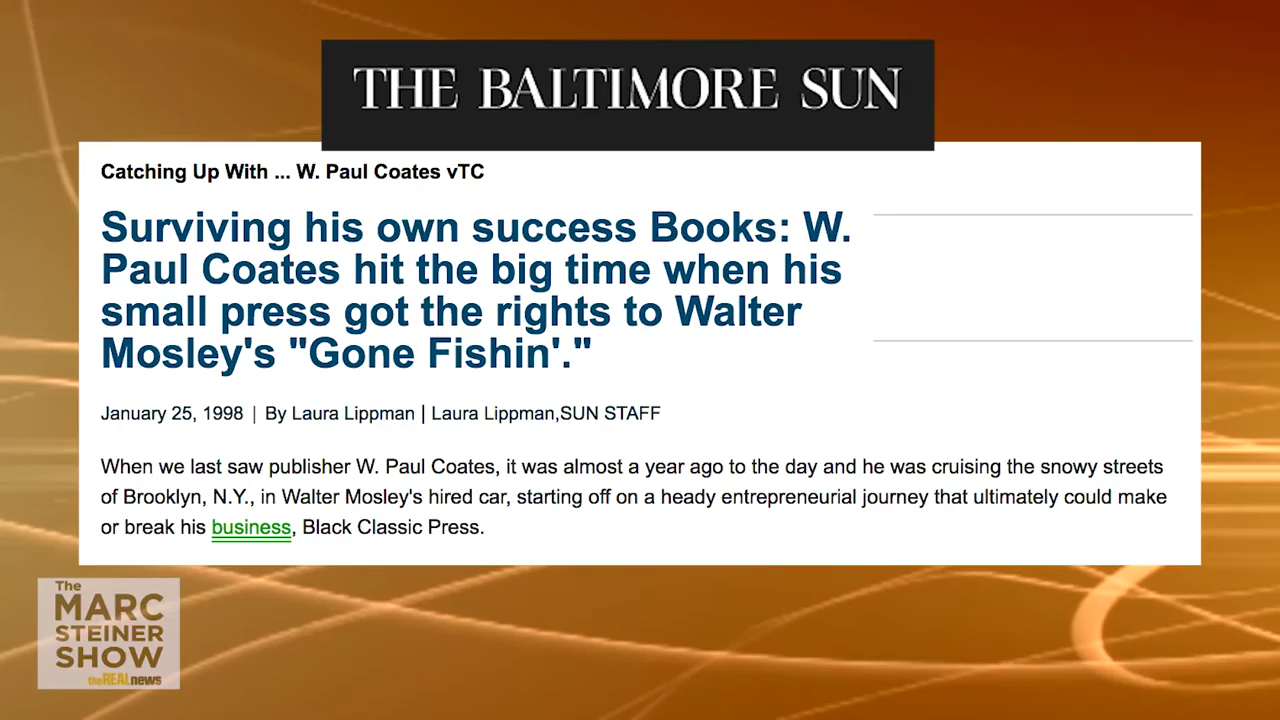 THE BALTIMORE SUN
Catching Up With ... W. Paul Coates vTC
Surviving his own success Books: W.
Paul Coates hit the big time when his
small press got the rights to Walter
Mosley's "Gone Fishin'."
January 25, 1998 | By Laura Lippman | Laura Lippman,SUN STAFF
When we last saw publisher W. Paul Coates, it was almost a year ago to the day and he was cruising the snowy streets
of Brooklyn, N.Y., in Walter Mosley's hired car, starting off on a heady entrepreneurial journey that ultimately could make
or break his business, Black Classic Press.
The
MARC
STEINER
SHOW
theREALnews